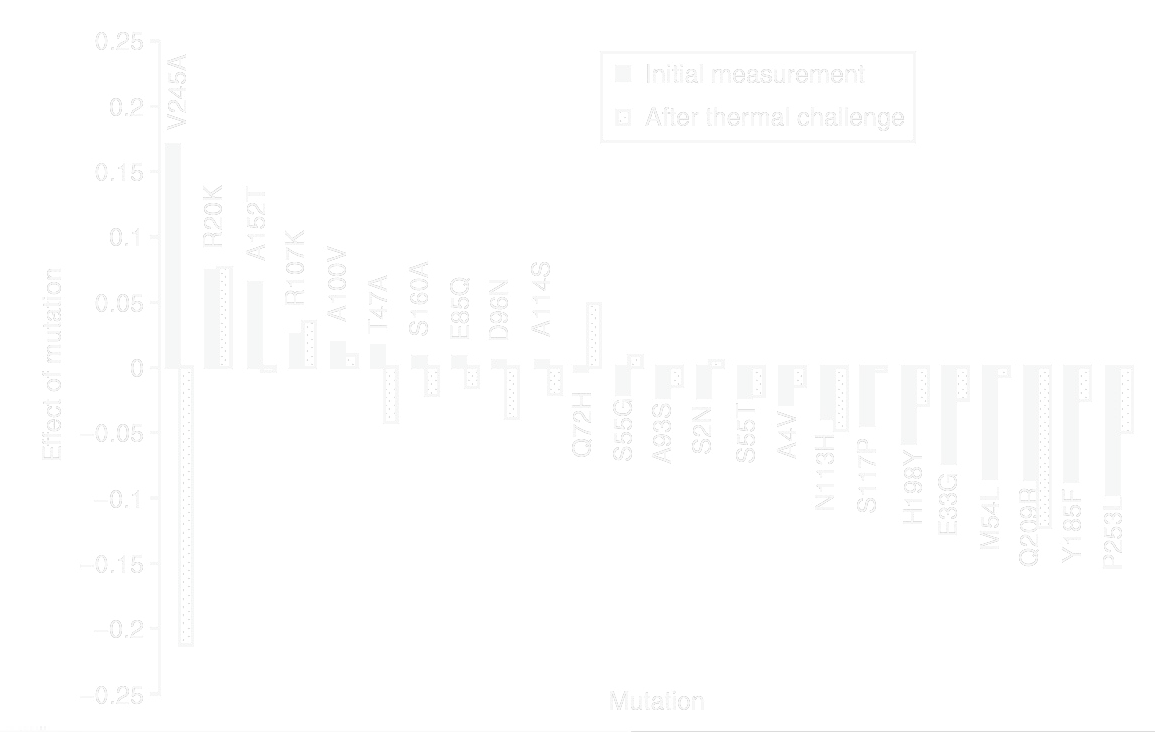 0.25
0.2
0.15
0.1
0.05
0
–0.05
–0.1
–0.15
–0.2
–0.25
Effect of mutation
Initial measurement
After thermal challenge
V245A
R20K
A152T
R107K
A100V
T47A
S160A
E85Q
D96N
A114S
Q72H
S55G
A93S
S2N
S55T
A4V
N113H
S117P
H198Y
E33G
M54L
Q209R
Y185F
P253L
Mutation